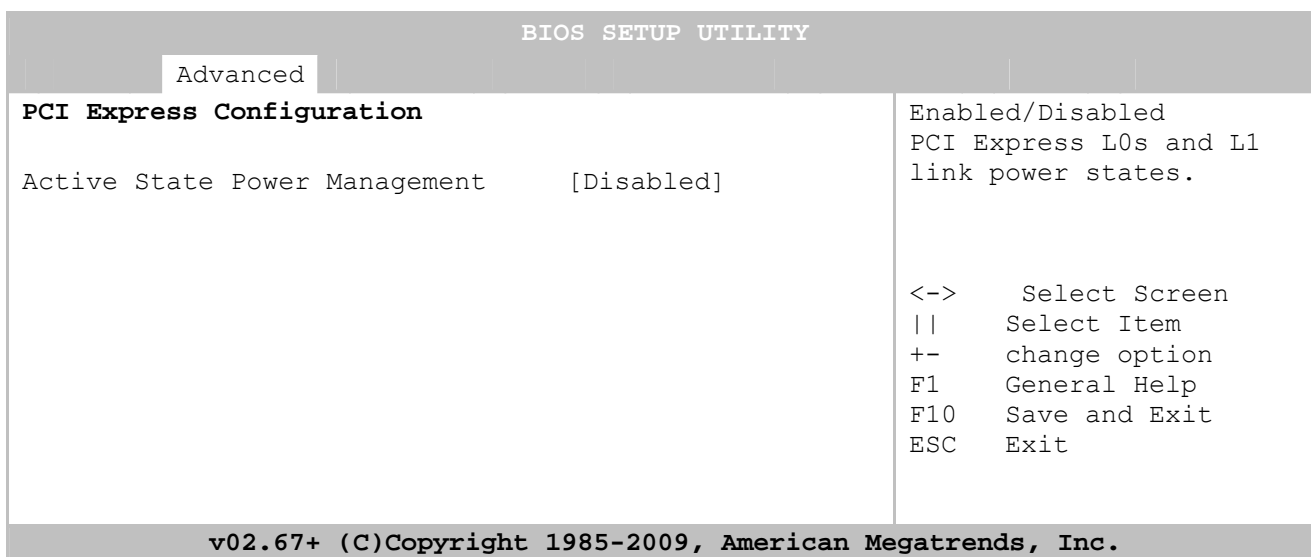 BIOS SETUP UTILITY
Advanced
PCI Express Configuration
Active State Power Management [Disabled]
Enabled/Disabled
PCI Express L0s and L1
link power states.
<-> Select Screen
|| Select Item
+- change option
F1 General Help
F10 Save and Exit
ESC Exit
v02.67+ (C)Copyright 1985-2009, American Megatrends, Inc.